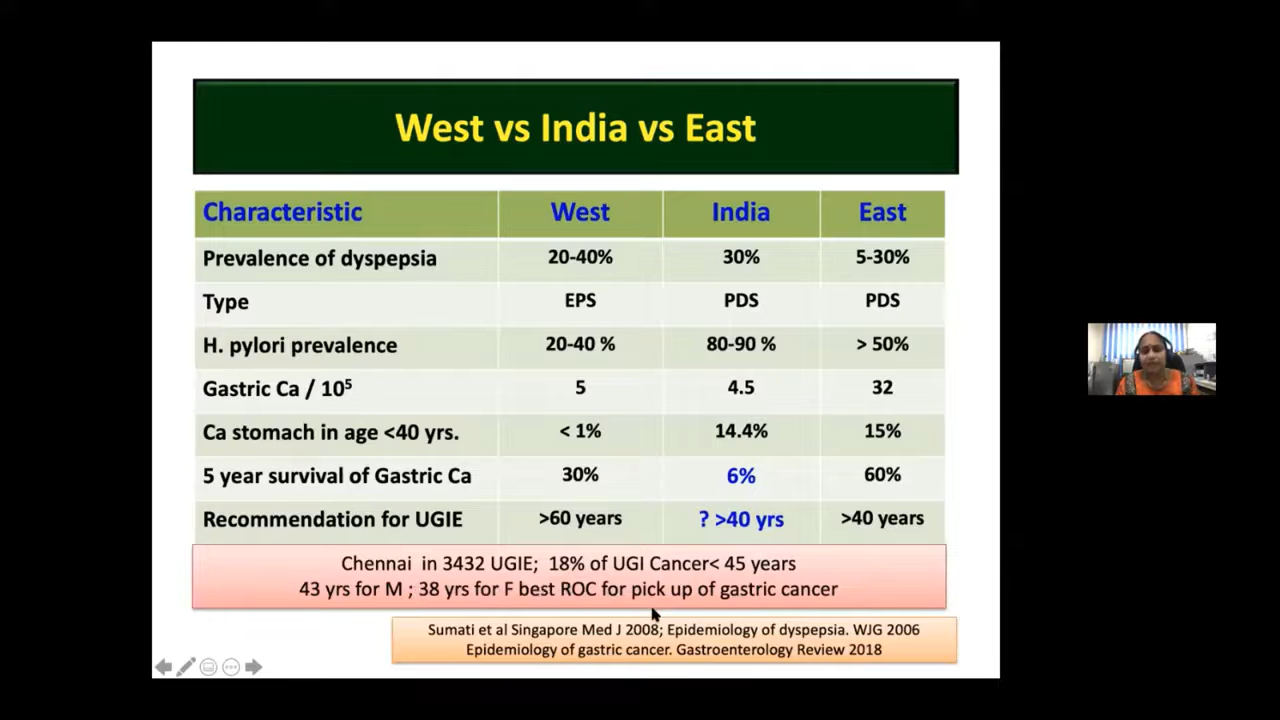 West vs India vs East
Characteristic West India East
Prevalence of dyspepsia 20-40% 30% 5-30%
Type EPS PDS PDS
H. pylori prevalence 20-40 % 80-90 % > 50%
Gastric Ca / 10⁵ 5 4.5 32
Ca stomach in age <40 yrs. < 1% 14.4% 15%
5 year survival of Gastric Ca 30% 6% 60%
Recommendation for UGIE >60 years ? >40 yrs >40 years
Chennai in 3432 UGIE; 18% of UGI Cancer< 45 years
43 yrs for M ; 38 yrs for F best ROC for pick up of gastric cancer
Sumati et al Singapore Med J 2008; Epidemiology of dyspepsia. WJG 2006
Epidemiology of gastric cancer. Gastroenterology Review 2018